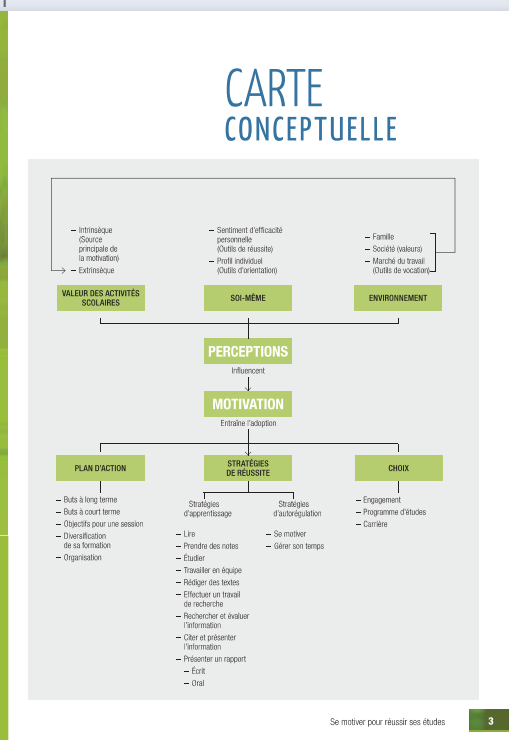 CARTE
CONCEPTUELLE
– Intrinsèque
(Source
principale de
la motivation)
– Extrinsèque
– Sentiment d'efficacité
personnelle
(Outils de réussite)
– Profil individuel
(Outils d'orientation)
– Famille
– Société (valeurs)
– Marché du travail
(Outils de vocation)
VALEUR DES ACTIVITÉS
SCOLAIRES
SOI-MÊME
ENVIRONNEMENT
PERCEPTIONS
Influencent
MOTIVATION
Entraîne l'adoption
PLAN D'ACTION
STRATÉGIES
DE RÉUSSITE
CHOIX
– Buts à long terme
– Buts à court terme
– Objectifs pour une session
– Diversification
de sa formation
– Organisation
Stratégies
d'apprentissage
– Lire
– Prendre des notes
– Étudier
– Travailler en équipe
– Rédiger des textes
– Effectuer un travail
de recherche
– Rechercher et évaluer
l'information
– Citer et présenter
l'information
– Présenter un rapport
– Écrit
– Oral
Stratégies
d'autorégulation
– Se motiver
– Gérer son temps
– Engagement
– Programme d'études
– Carrière
Se motiver pour réussir ses études
3